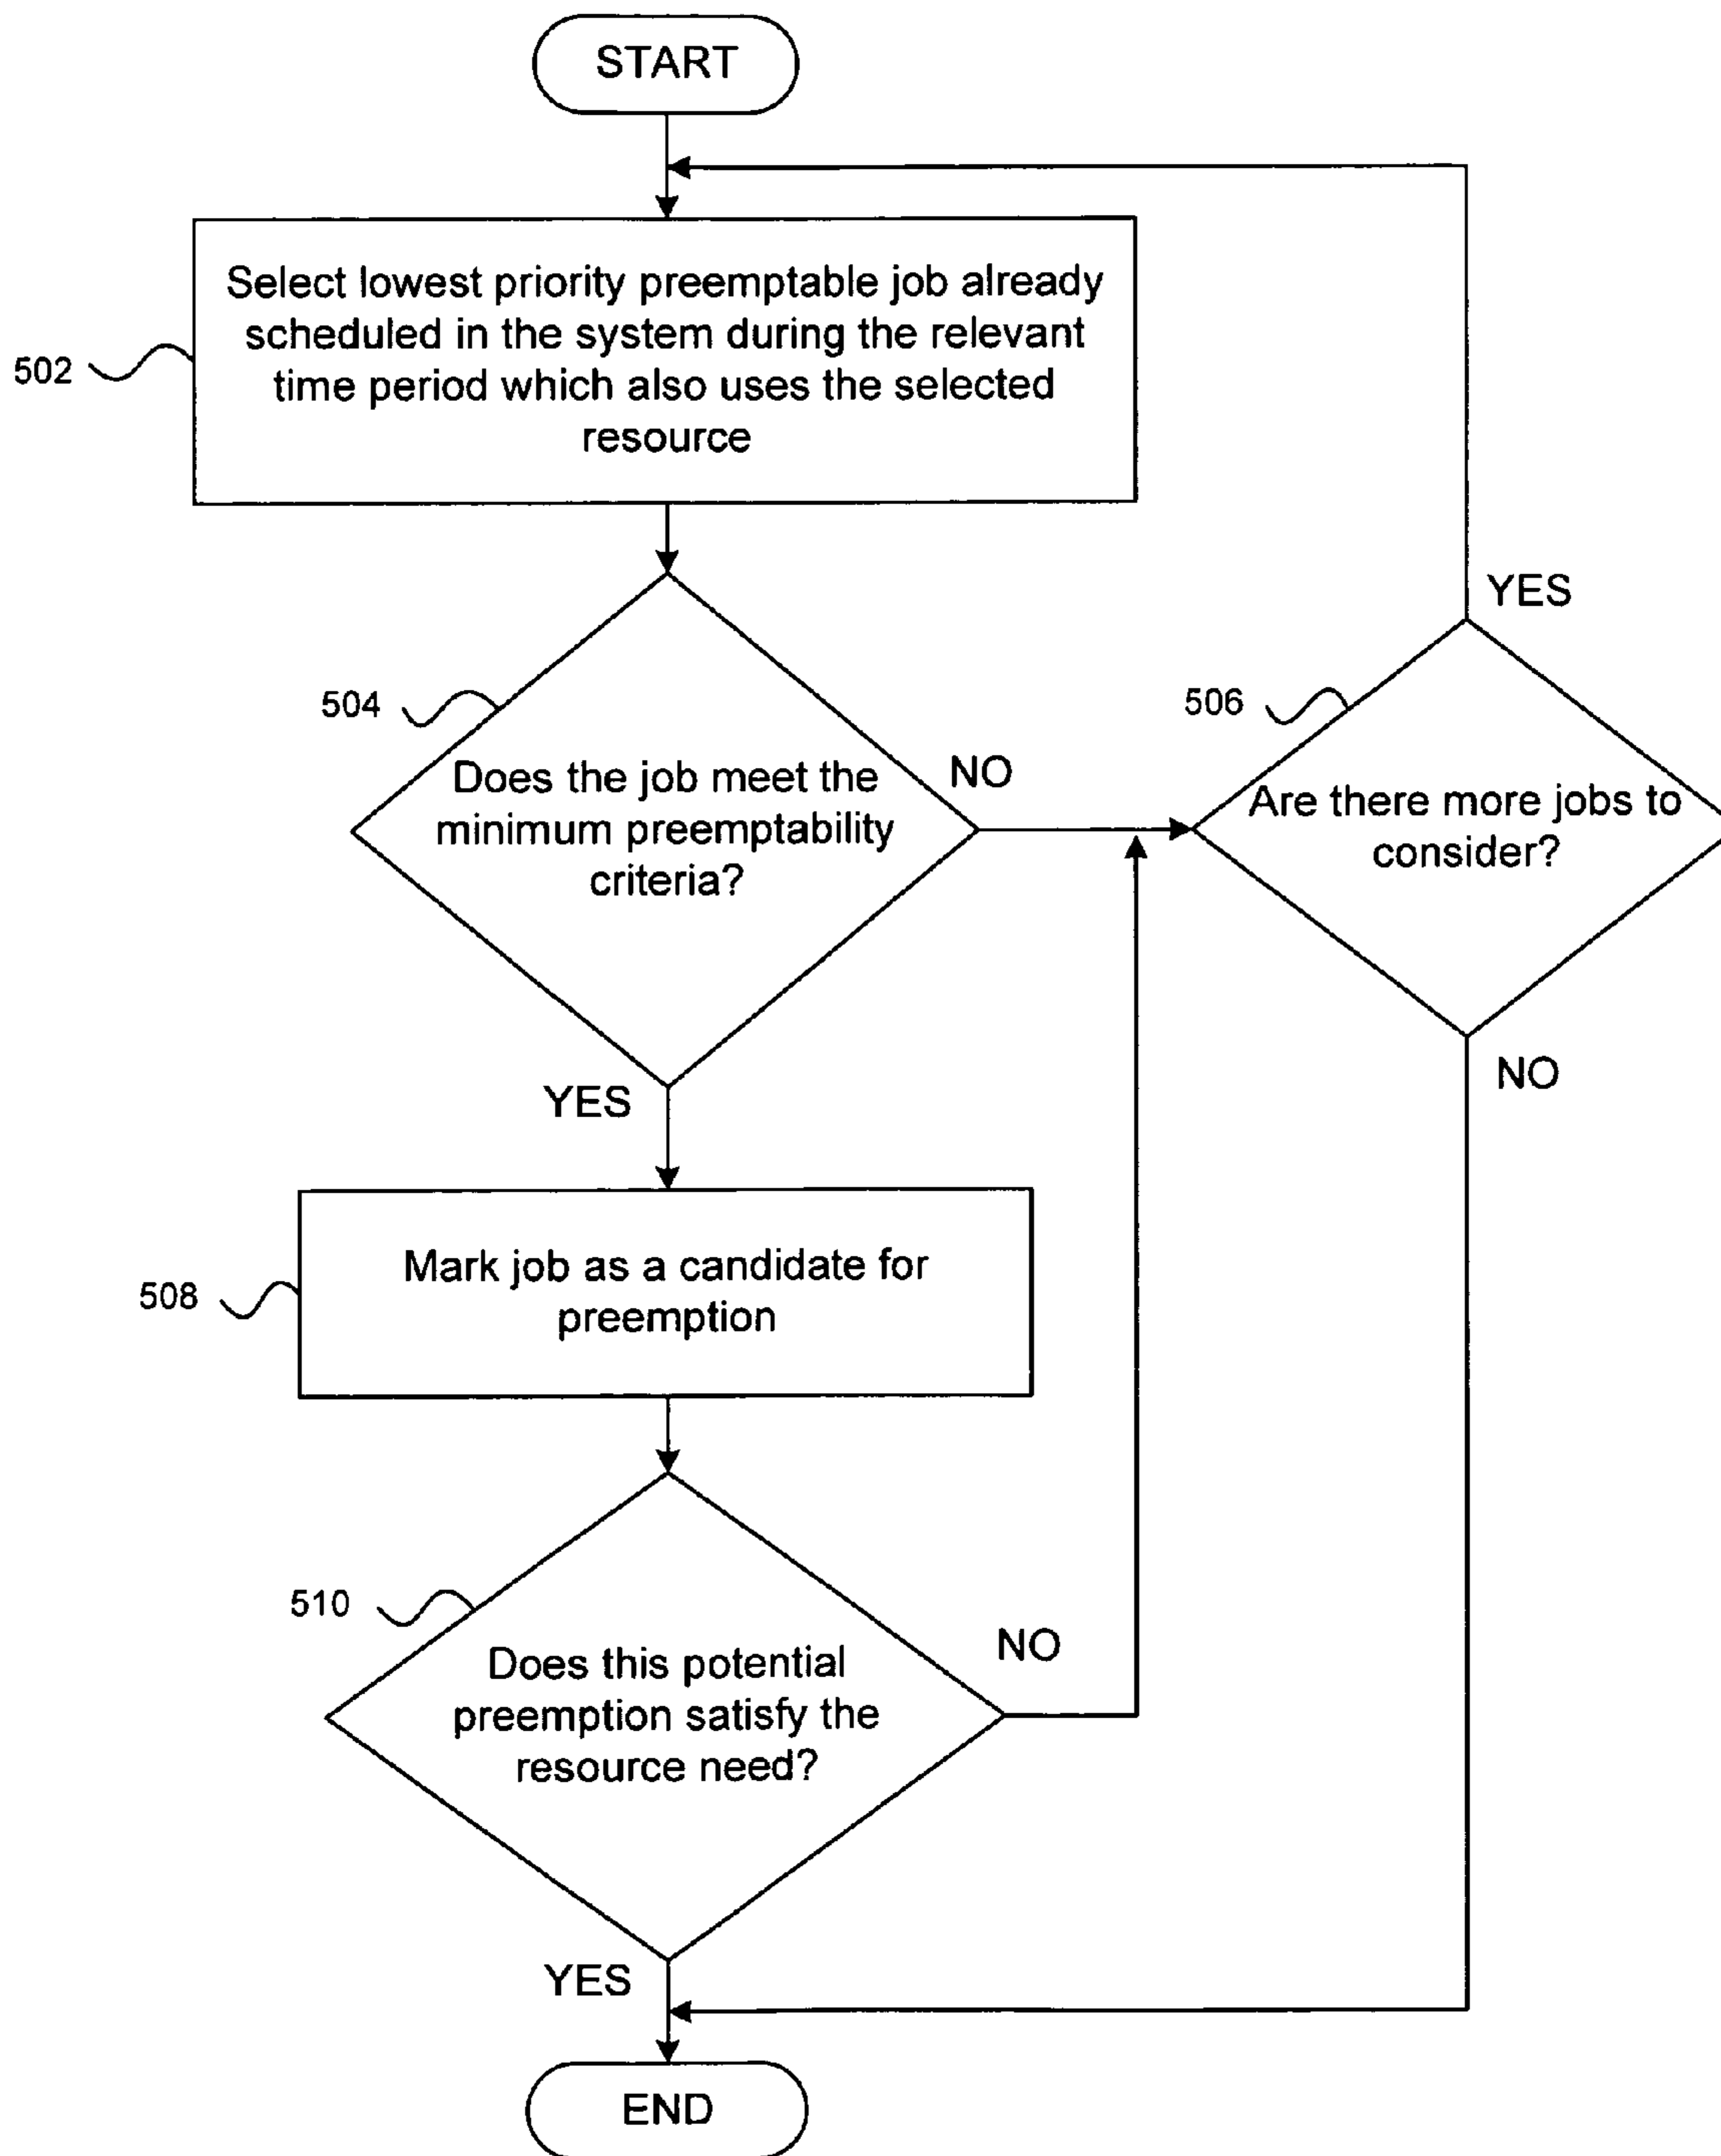 START
Select lowest priority preemptable job already
scheduled in the system during the relevant
time period which also uses the selected
resource
502
YES
504
506
Does the job meet the
minimum preemptability
criteria?
NO
Are there more jobs to
consider?
YES
NO
Mark job as a candidate for
preemption
508
510
Does this potential
preemption satisfy the
resource need?
NO
YES
END